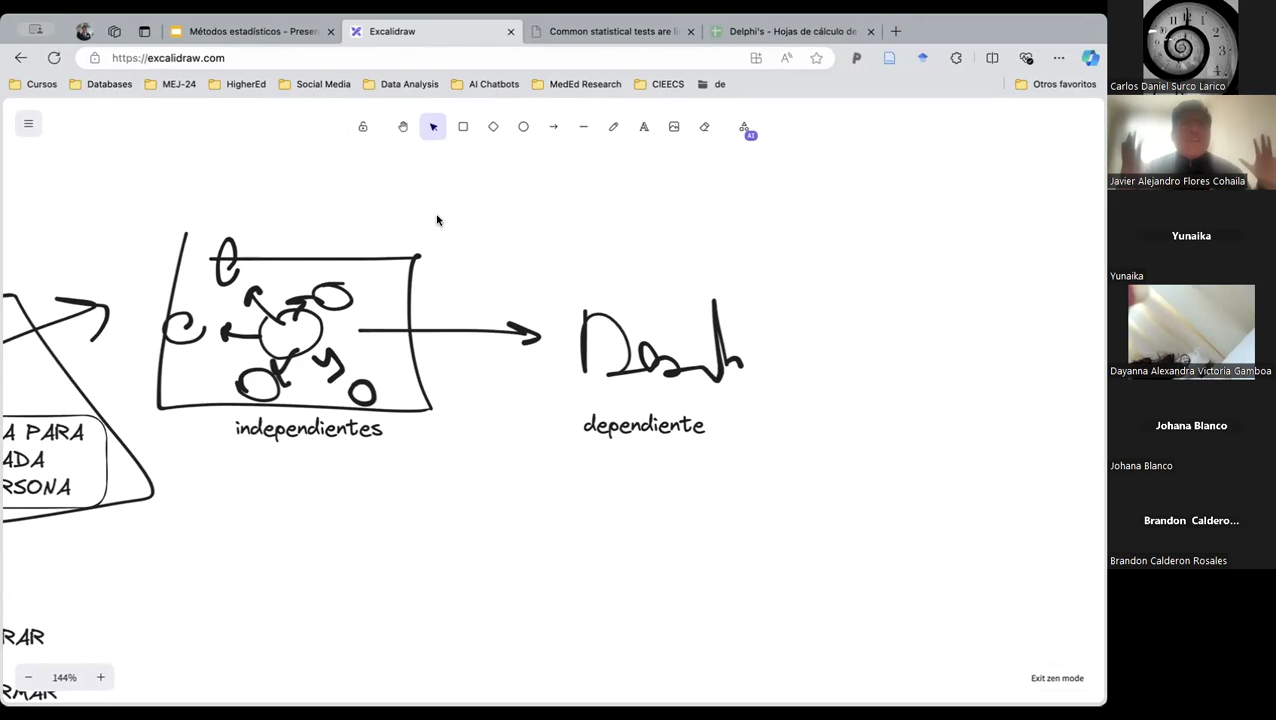 Métodos estadísticos - Presen
Excalidraw
Common statistical tests are li
Delphi's - Hojas de cálculo de
https://excalidraw.com
Cursos
Databases
MEJ-24
HigherEd
Social Media
Data Analysis
AI Chatbots
MedEd Research
CIEECS
de
Otros favoritos
AI
independientes
dependiente
A PARA
ADA
RSONA
RAR
RMAR
144%
Exit zen mode
Carlos Daniel Surco Larico
Javier Alejandro Flores Cohaila
Yunaika
Yunaika
Dayanna Alexandra Victoria Gamboa
Johana Blanco
Johana Blanco
Brandon Caldero...
Brandon Calderon Rosales